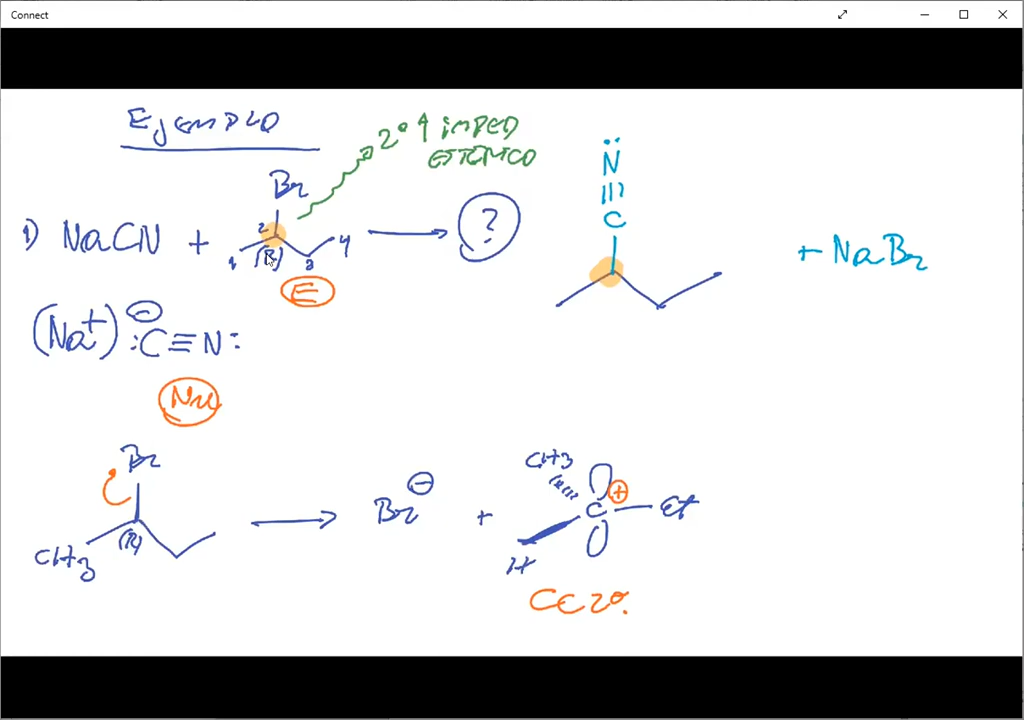 Connect
EJEMPLO
2° ↑ IMPED
ESTÉRICO
Br
1) NaCN + 1 2 (R) 3 4 → ?
E
N
|||
C
+ NaBr
(Na+) ⊖:C≡N:
Nu
Br
CH3 (R) → Br ⊖ + CH3 C ⊕ Et
H
CC 2°.